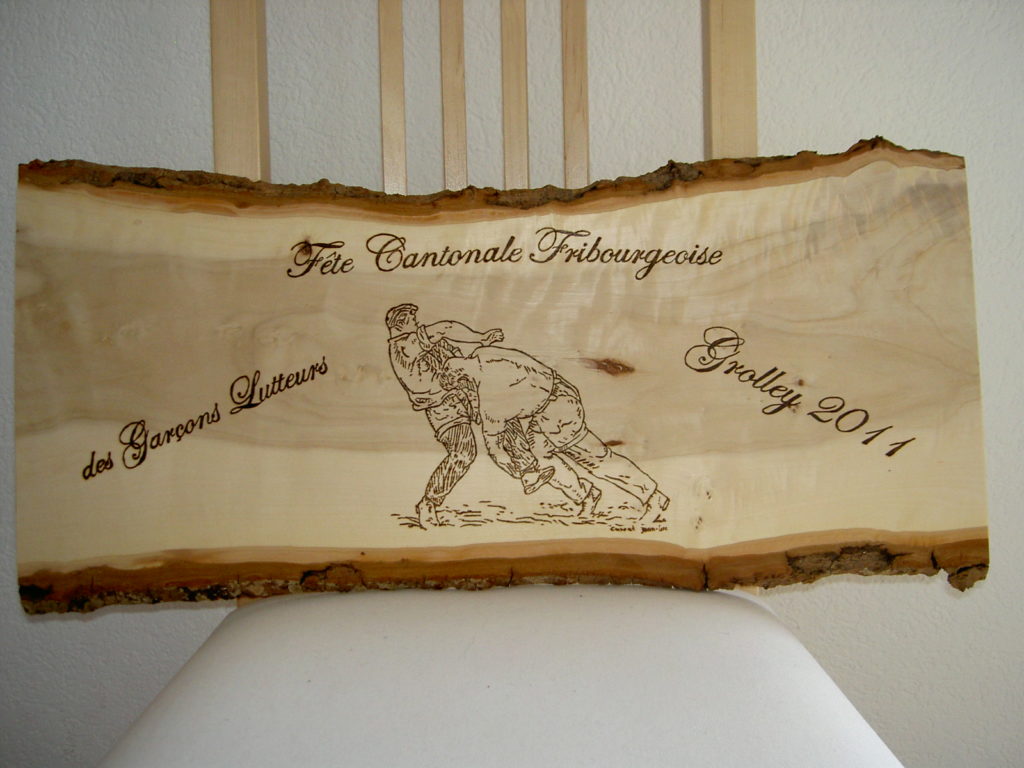 Fête Cantonale Fribourgeoise
des Garçons Lutteurs
Grolley 2011